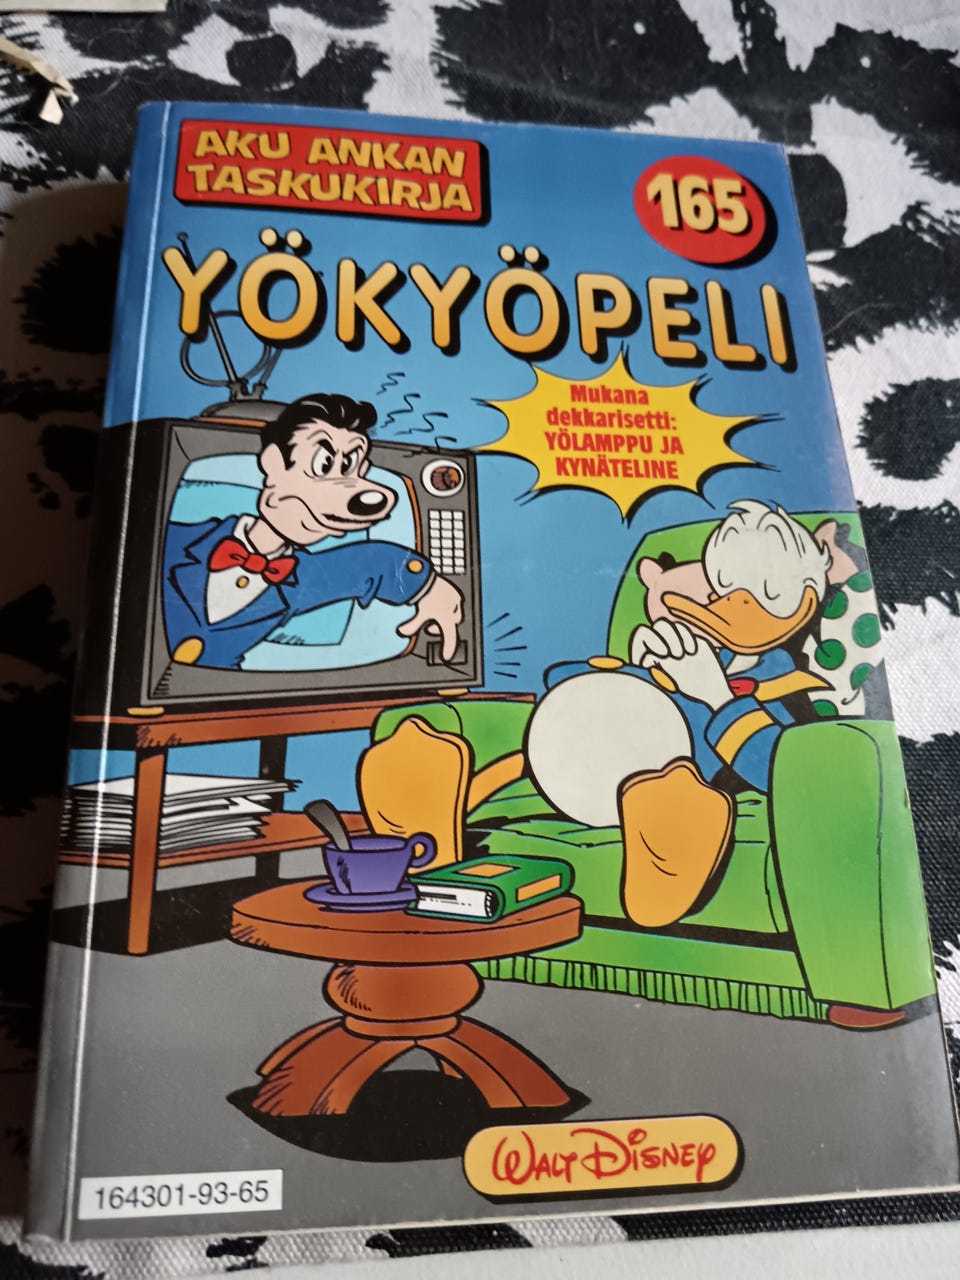 AKU ANKAN
TASKUKIRJA
165
YÖKYÖPELI
Mukana
dekkarisetti:
YÖLAMPPU JA
KYNÄTELINE
WALT DISNEY
164301-93-65